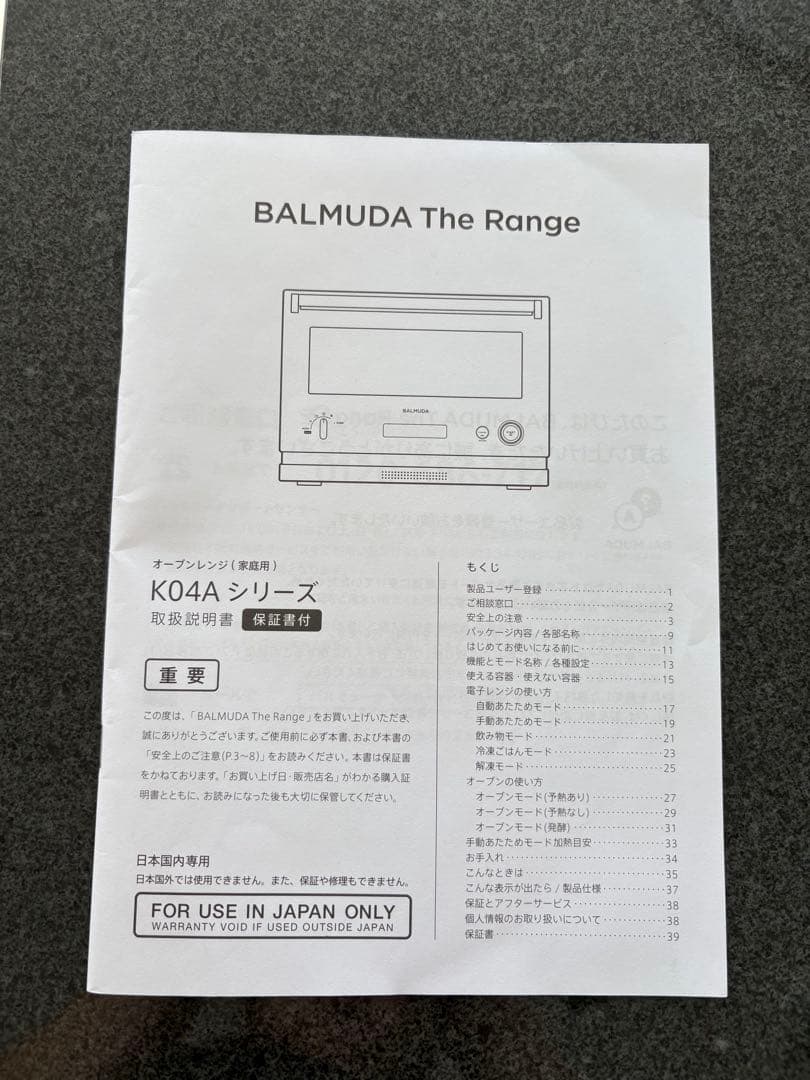 BALMUDA The Range
BALMUDA
オーブンレンジ ( 家庭用 )
K04A シリーズ
取扱説明書 保証書付
重 要
この度は、「BALMUDA The Range」をお買い上げいただき、
誠にありがとうございます。ご使用前に必ず本書、および本書の
「安全上のご注意(P.3〜8)」をお読みください。本書は保証書
をかねております。「お買い上げ日・販売店名」がわかる購入証
明書とともに、お読みになった後も大切に保管してください。
日本国内専用
日本国外では使用できません。また、保証や修理もできません。
FOR USE IN JAPAN ONLY
WARRANTY VOID IF USED OUTSIDE JAPAN
もくじ
製品ユーザー登録 1
ご相談窓口 2
安全上の注意 3
パッケージ内容 / 各部名称 9
はじめてお使いになる前に 11
機能とモード名称 / 各種設定 13
使える容器・使えない容器 15
電子レンジの使い方
自動あたためモード 17
手動あたためモード 19
飲み物モード 21
冷凍ごはんモード 23
解凍モード 25
オーブンの使い方
オーブンモード(予熱あり) 27
オーブンモード(予熱なし) 29
オーブンモード(発酵) 31
手動あたためモード加熱目安 33
お手入れ 34
こんなときは 35
こんな表示が出たら / 製品仕様 37
保証とアフターサービス 38
個人情報のお取り扱いについて 38
保証書 39